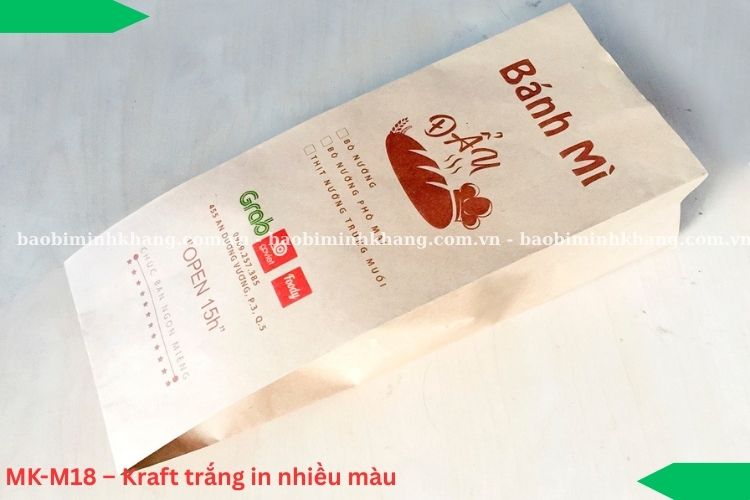 Bánh Mì
ĐẨU
BÒ NƯỚNG
BÒ NƯỚNG PHÔ MAI
THỊT NƯỚNG TRỨNG MUỐI
Grab
goviet
Foody
455 AN DƯƠNG VƯƠNG, P.3, Q.5
OPEN 15h"
CHÚC BẠN NGON MIỆNG
baobiminhkhang.com.vn - baobiminhkhang.com.vn - baobiminhkhang.com.vn
MK-M18 – Kraft trắng in nhiều màu